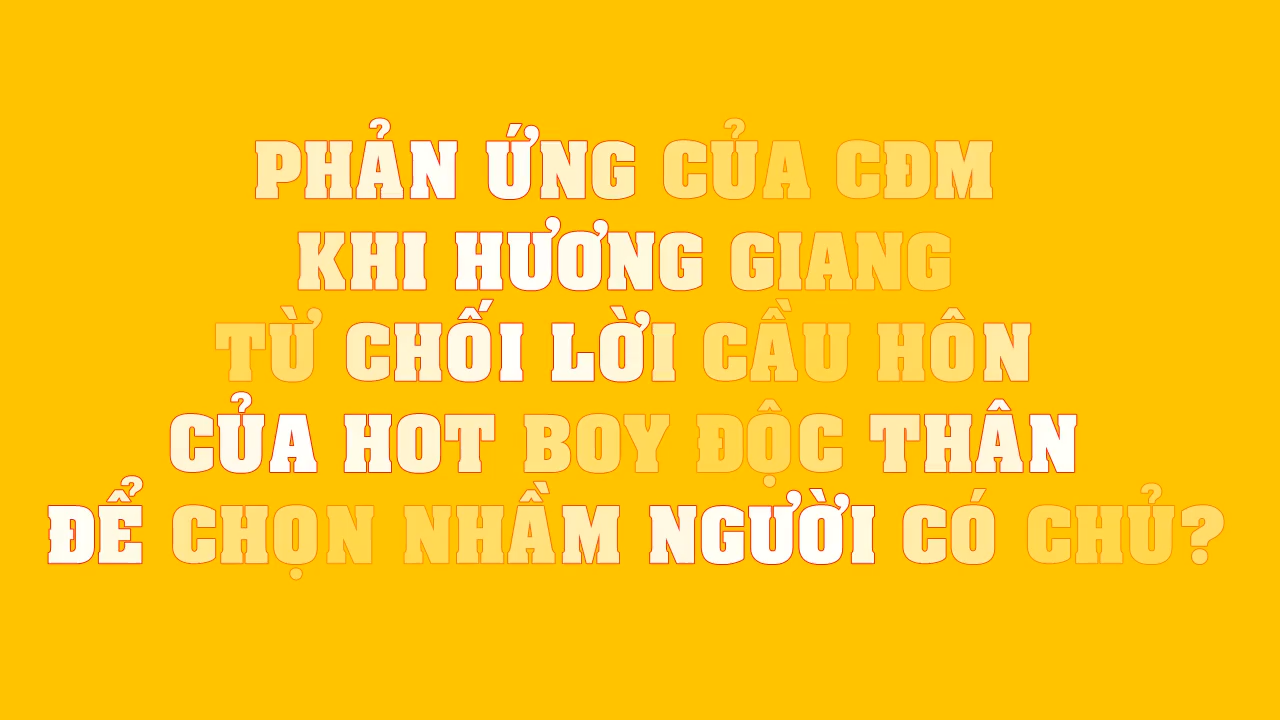 PHẢN ỨNG CỦA CĐM
KHI HƯƠNG GIANG
TỪ CHỐI LỜI CẦU HÔN
CỦA HOT BOY ĐỘC THÂN
ĐỂ CHỌN NHẦM NGƯỜI CÓ CHỦ?